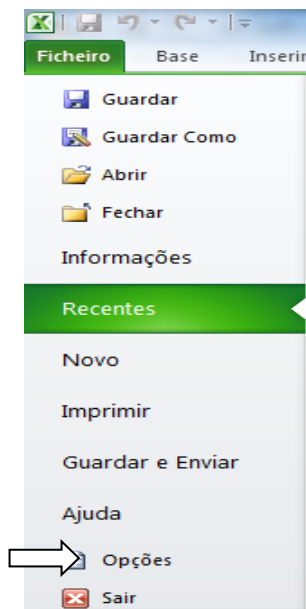 Ficheiro Base Inserir
Guardar
Guardar Como
Abrir
Fechar
Informações
Recentes
Novo
Imprimir
Guardar e Enviar
Ajuda
Opções
Sair